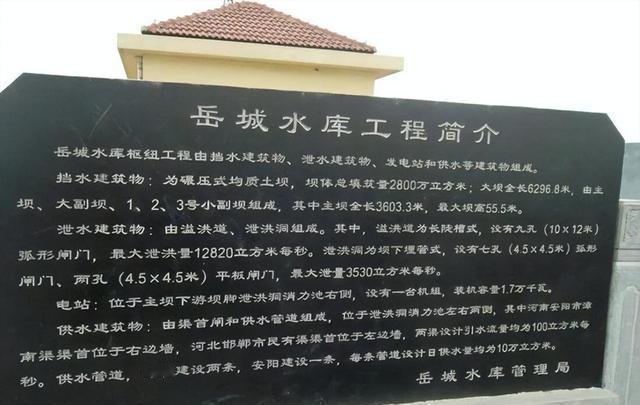 岳城水库工程简介
岳城水库枢纽工程由挡水建筑物、泄水建筑物、发电站和供水等建筑物组成。
挡水建筑物：为碾压式均质土坝，坝体总填筑量2800万立方米；大坝全长6296.8米，由主
坝、大副坝、1、2、3号小副坝组成，其中主坝全长3603.3米，最大坝高55.5米。
泄水建筑物：由溢洪道、泄洪洞组成。其中，溢洪道为长陡槽式，设有九孔（10×12米）
弧形闸门，最大泄洪量12820立方米每秒。泄洪洞为坝下埋管式，设有七孔（4.5×4.5米）弧形
闸门、两孔（4.5×4.5米）平板闸门，最大泄量3530立方米每秒。
电站：位于主坝下游坝脚泄洪洞消力池右侧，设有一台机组，装机容量1.7万千瓦。
供水建筑物：由渠首闸和供水管道组成，位于泄洪洞消力池左右两侧，其中河南安阳市漳
南渠渠首位于右边墙，河北邯郸市民有渠渠首位于左边墙，两渠设计引水流量均为100立方米每
秒。供水管道， 建设两条，安阳建设一条，每条管道设计日供水量均为10万立方米。
岳城水库管理局